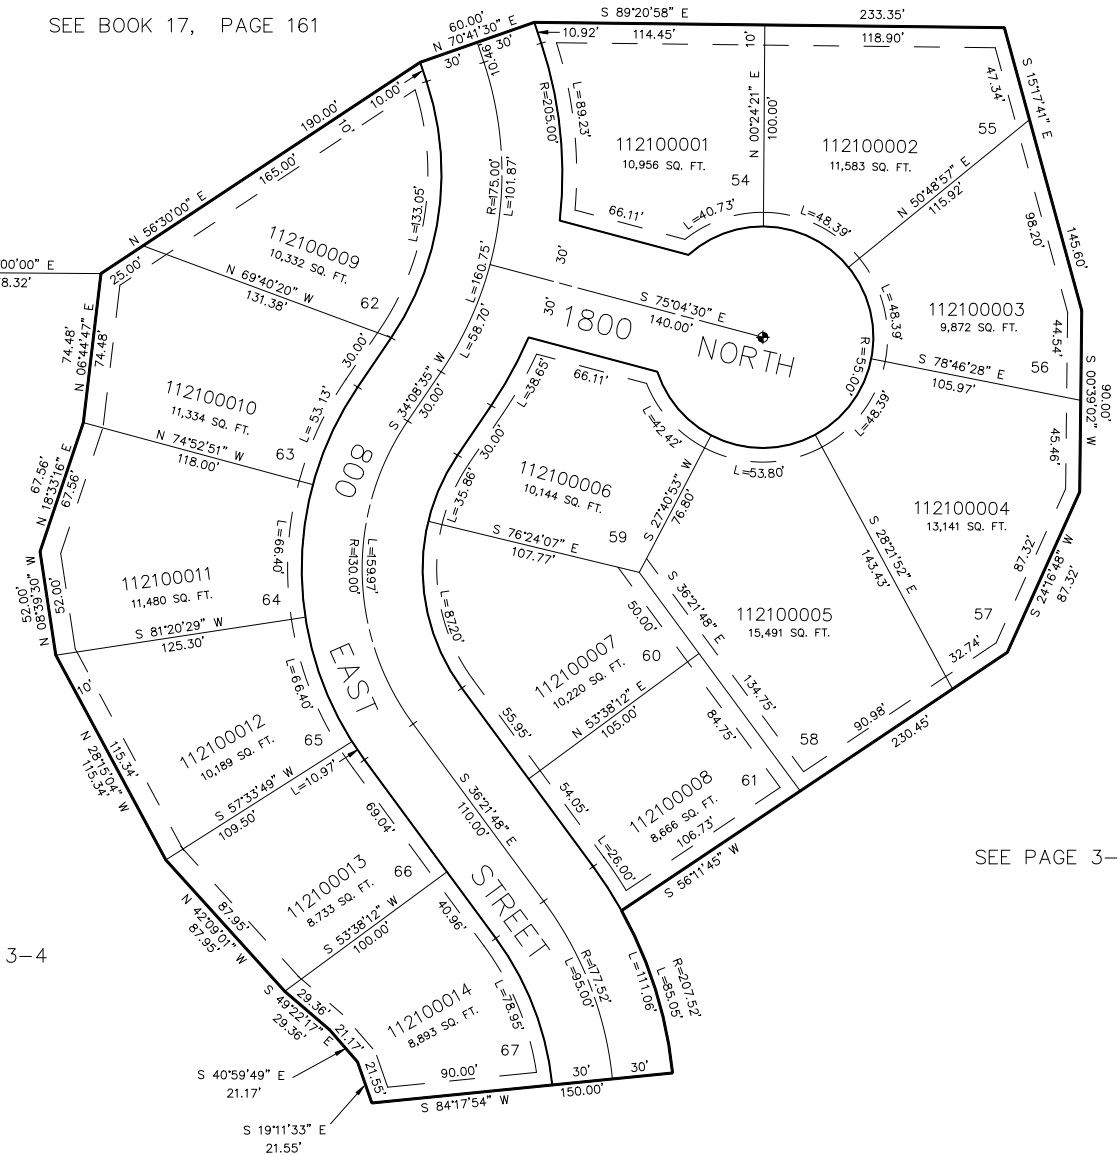 SEE BOOK 17, PAGE 161
60.00'
N 70°41'30" E
30'
30'
10.46'
S 89°20'58" E
233.35'
10.92'
114.45'
10'
118.90'
190.00'
10.00'
10'
165.00'
N 56°30'00" E
25.00'
00'00" E
8.32'
R=205.00'
L=89.23'
112100001
10,956 SQ. FT.
54
66.11'
L=40.73'
N 00°24'21" E
100.00'
112100002
11,583 SQ. FT.
55
47.34'
S 15°17'41" E
145.60'
L=48.39'
N 50°48'57" E
115.92'
98.20'
112100003
9,872 SQ. FT.
56
44.54'
L=48.39'
S 78°46'28" E
105.97'
S 00°39'02" W
90.00'
45.46'
R=175.00'
L=101.87'
L=160.75'
L=58.70'
30'
30'
S 75°04'30" E
140.00'
1800 NORTH
R=55.00'
L=48.39'
L=53.80'
L=42.42'
L=133.05'
112100009
10,332 SQ. FT.
62
N 69°40'20" W
131.38'
30.00'
N 06°44'47" E
74.48'
74.48'
112100010
11,334 SQ. FT.
63
L=53.13'
N 74°52'51" W
118.00'
S 34°08'35" W
30.00'
800 EAST STREET
L=38.65'
66.11'
30.00'
L=35.86'
112100006
10,144 SQ. FT.
59
S 27°40'53" W
76.80'
S 76°24'07" E
107.77'
112100004
13,141 SQ. FT.
57
S 28°21'52" E
143.43'
87.32'
S 24°16'48" W
87.32'
32.74'
N 18°33'16" E
67.56'
67.56'
112100011
11,480 SQ. FT.
64
L=66.40'
52.00'
N 08°39'30" W
52.00'
S 81°20'29" W
125.30'
R=130.00'
L=159.97'
L=87.20'
112100005
15,491 SQ. FT.
58
S 36°21'48" E
134.75'
50.00'
112100007
10,220 SQ. FT.
60
N 53°38'12" E
105.00'
55.95'
84.75'
90.98'
230.45'
10'
L=66.40'
112100012
10,189 SQ. FT.
65
115.34'
N 28°15'04" W
115.34'
S 57°33'49" W
109.50'
L=10.97'
54.05'
112100008
8,666 SQ. FT.
61
106.73'
L=26.00'
S 56°11'45" W
S 36°21'48" E
110.00'
SEE PAGE 3-
69.04'
112100013
8.733 SQ. FT.
66
87.95'
N 42°09'01" W
87.95'
S 53°38'12" W
100.00'
40.96'
3-4
112100014
8,893 SQ. FT.
67
L=78.95'
R=177.52'
L=95.00'
L=111.06'
R=207.52'
L=85.05'
29.36'
S 49°22'17" E
29.36'
21.17'
21.55'
90.00'
30'
30'
S 84°17'54" W
150.00'
S 40°59'49" E
21.17'
S 19°11'33" E
21.55'